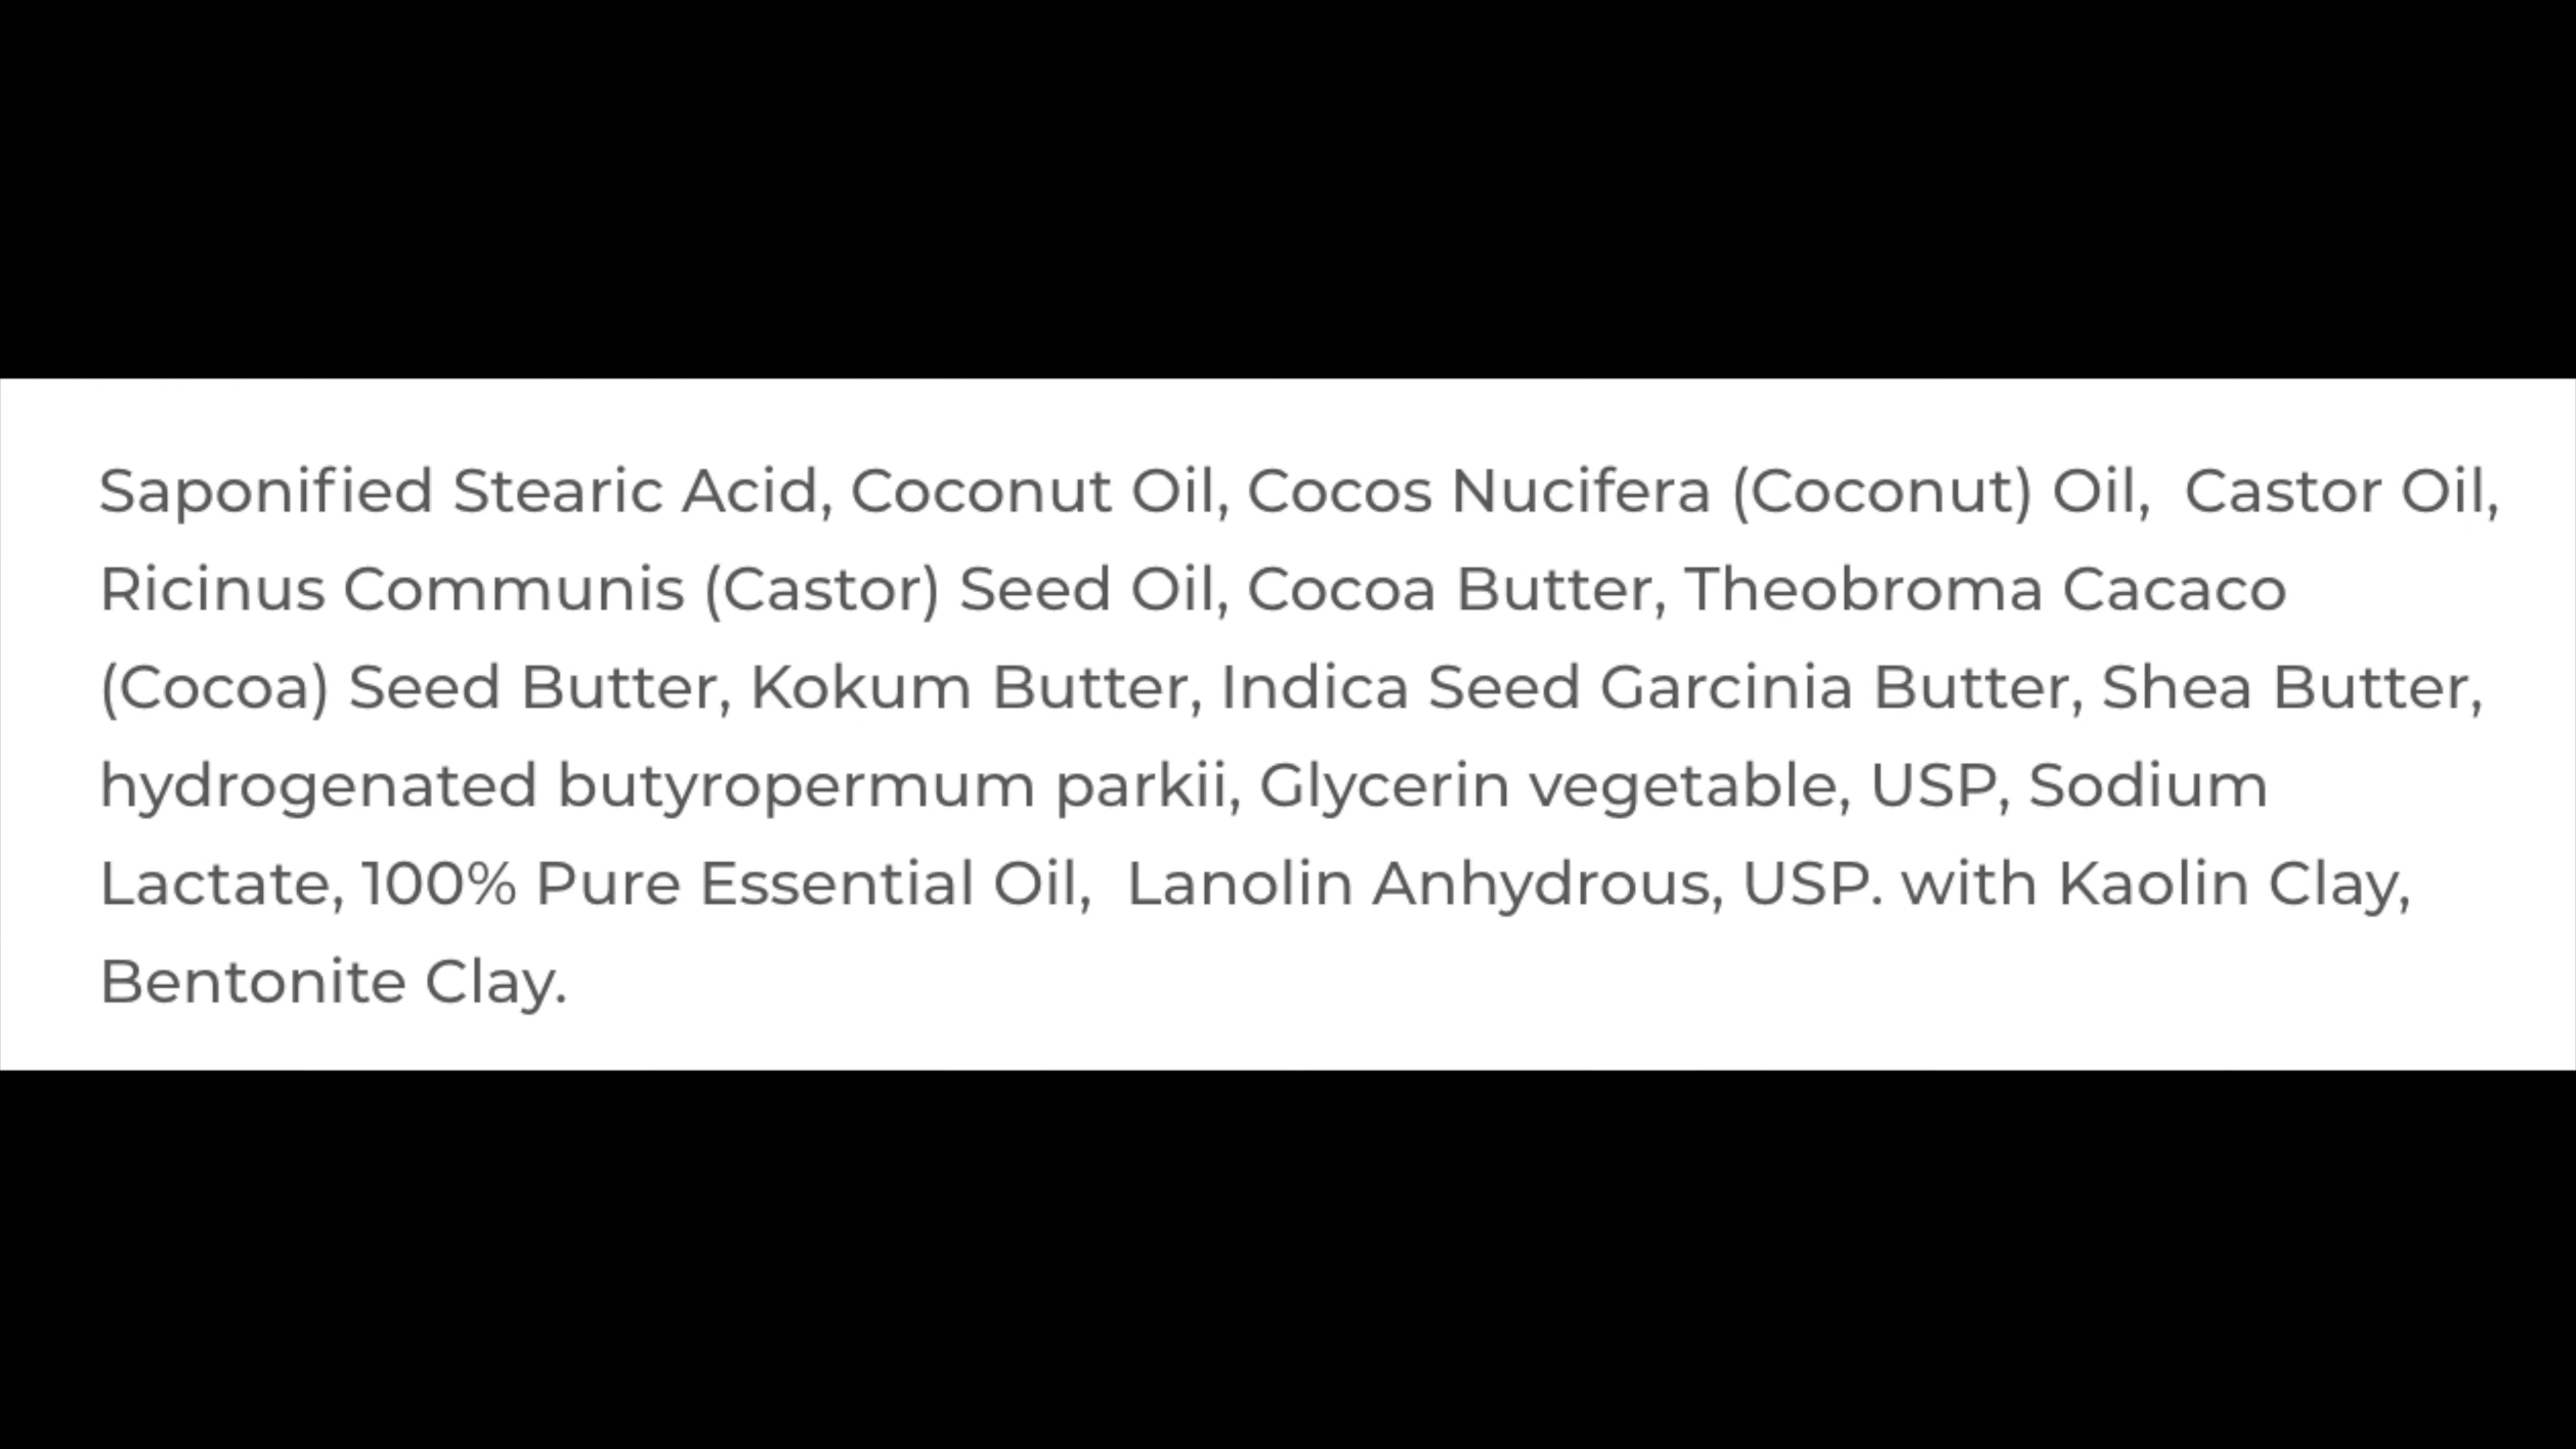 Saponified Stearic Acid, Coconut Oil, Cocos Nucifera (Coconut) Oil,  Castor Oil,
Ricinus Communis (Castor) Seed Oil, Cocoa Butter, Theobroma Cacaco
(Cocoa) Seed Butter, Kokum Butter, Indica Seed Garcinia Butter, Shea Butter,
hydrogenated butyropermum parkii, Glycerin vegetable, USP, Sodium
Lactate, 100% Pure Essential Oil,  Lanolin Anhydrous, USP. with Kaolin Clay,
Bentonite Clay.